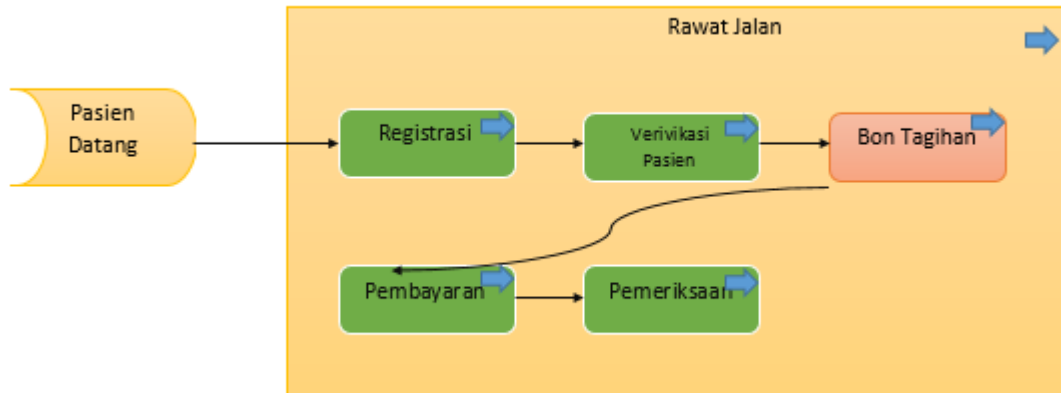 Rawat Jalan
Pasien
Datang
Registrasi
Verivikasi
Pasien
Bon Tagihan
Pembayaran
Pemeriksaan